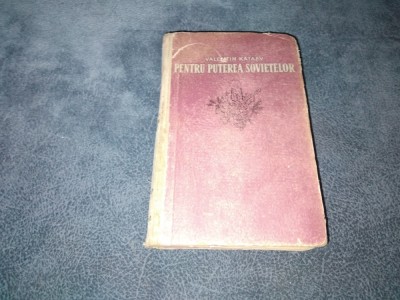 VALENTIN KATAEV
PENTRU PUTEREA SOVIETELOR